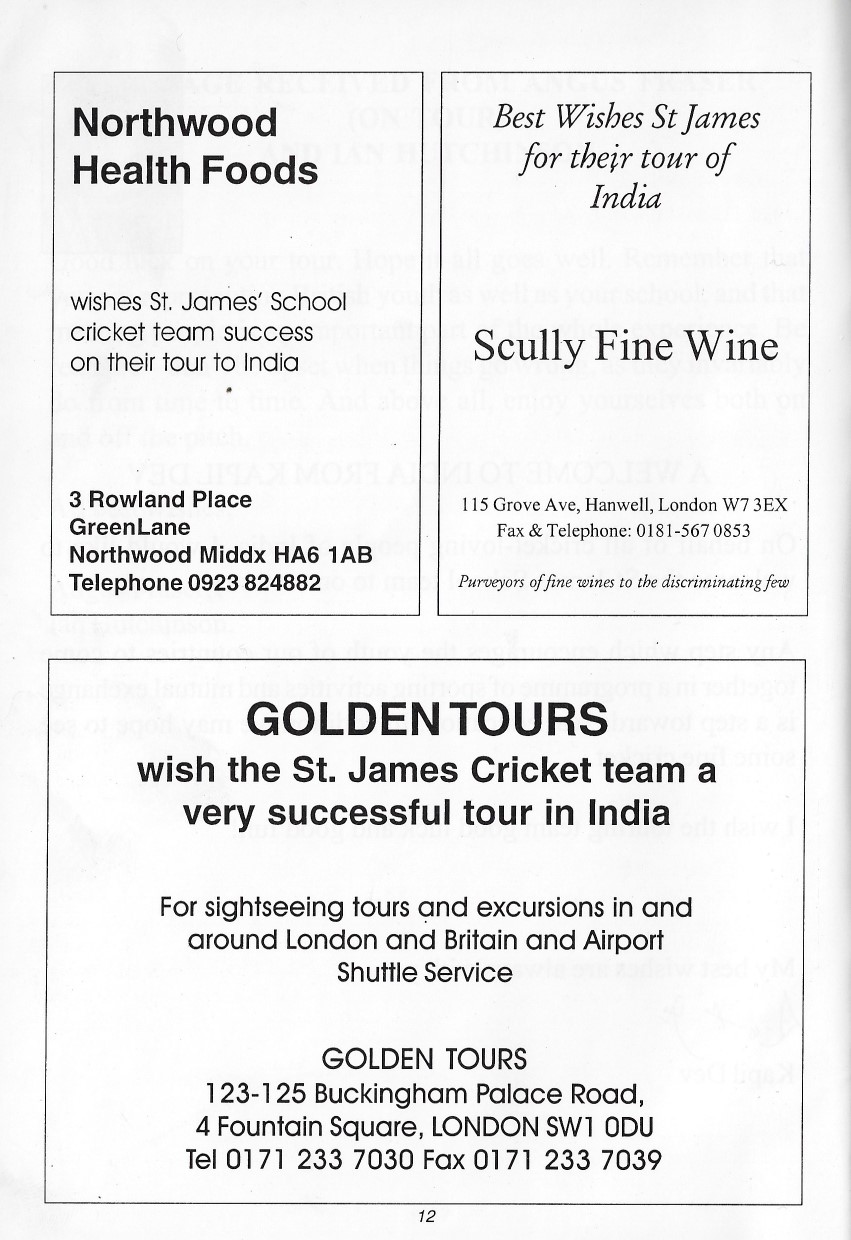 Northwood
Health Foods
wishes St. James' School
cricket team success
on their tour to India
3 Rowland Place
GreenLane
Northwood Middx HA6 1AB
Telephone 0923 824882
Best Wishes St James
for their tour of
India
Scully Fine Wine
115 Grove Ave, Hanwell, London W7 3EX
Fax & Telephone: 0181-567 0853
Purveyors of fine wines to the discriminating few
GOLDEN TOURS
wish the St. James Cricket team a
very successful tour in India
For sightseeing tours and excursions in and
around London and Britain and Airport
Shuttle Service
GOLDEN TOURS
123-125 Buckingham Palace Road,
4 Fountain Square, LONDON SW1 0DU
Tel 0171 233 7030 Fax 0171 233 7039
12